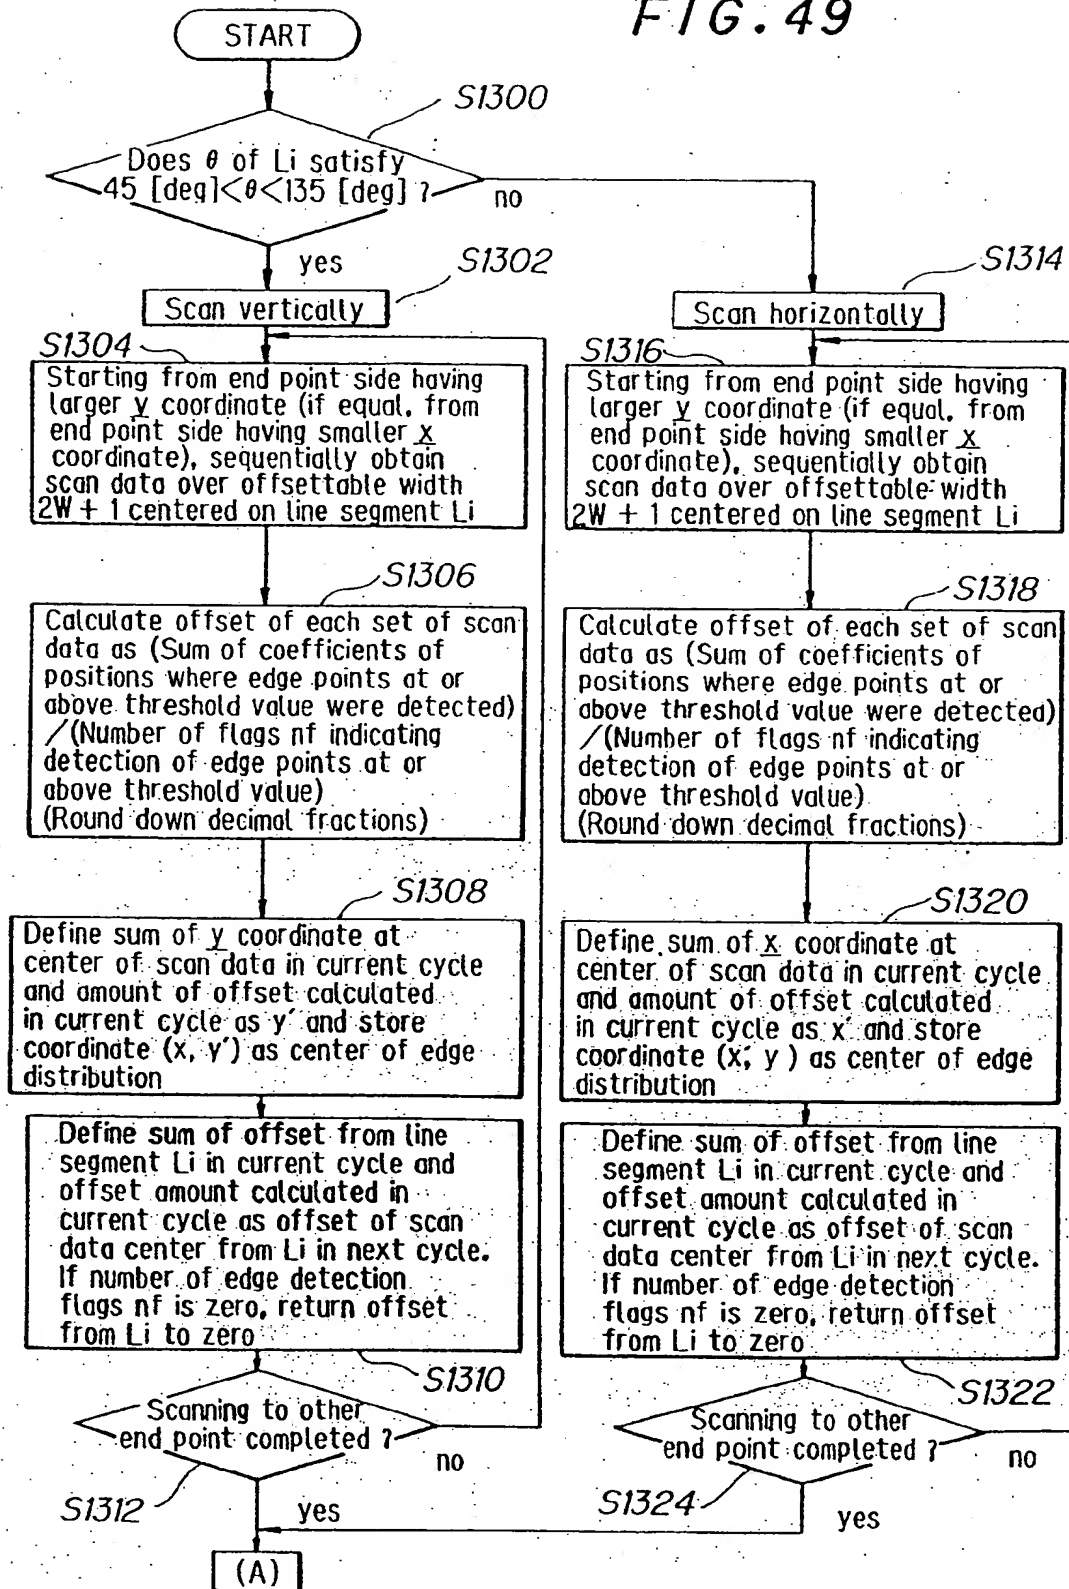 FIG. 49
START
S1300
Does θ of Li satisfy
45 [deg]<θ<135 [deg] ?
no
yes
S1302
Scan vertically
S1304
Starting from end point side having
larger y coordinate (if equal, from
end point side having smaller x
coordinate), sequentially obtain
scan data over offsettable width
2W + 1 centered on line segment Li
S1306
Calculate offset of each set of scan
data as (Sum of coefficients of
positions where edge points at or
above threshold value were detected)
/(Number of flags nf indicating
detection of edge points at or
above threshold value)
(Round down decimal fractions)
S1308
Define sum of y coordinate at
center of scan data in current cycle
and amount of offset calculated
in current cycle as y' and store
coordinate (x, y') as center of edge
distribution
Define sum of offset from line
segment Li in current cycle and
offset amount calculated in
current cycle as offset of scan
data center from Li in next cycle.
If number of edge detection
flags nf is zero, return offset
from Li to zero
S1310
Scanning to other
end point completed ?
no
S1312
yes
(A)
S1314
Scan horizontally
S1316
Starting from end point side having
larger y coordinate (if equal, from
end point side having smaller x
coordinate), sequentially obtain
scan data over offsettable width
2W + 1 centered on line segment Li
S1318
Calculate offset of each set of scan
data as (Sum of coefficients of
positions where edge points at or
above threshold value were detected)
/(Number of flags nf indicating
detection of edge points at or
above threshold value)
(Round down decimal fractions)
S1320
Define sum of x coordinate at
center of scan data in current cycle
and amount of offset calculated
in current cycle as x' and store
coordinate (x', y ) as center of edge
distribution
Define sum of offset from line
segment Li in current cycle and
offset amount calculated in
current cycle as offset of scan
data center from Li in next cycle.
If number of edge detection
flags nf is zero, return offset
from Li to zero
S1322
Scanning to other
end point completed ?
no
S1324
yes